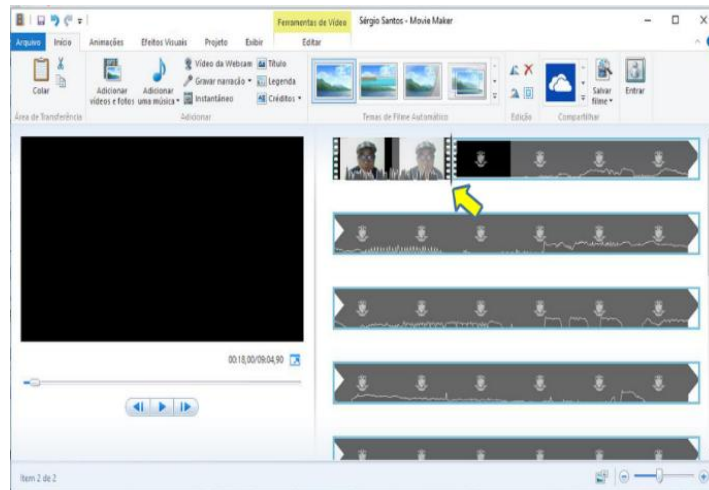 Ferramentas de Vídeo
Sérgio Santos - Movie Maker
Arquivo Início Animações Efeitos Visuais Projeto Exibir Editar
Colar
Adicionar vídeos e fotos
Adicionar uma música
Vídeo da Webcam
Gravar narração
Instantâneo
Título
Legenda
Créditos
Salvar filme
Entrar
Área de Transferência Adicionar Temas de Filme Automático Edição Compartilhar
00:18,00/09:04,90
Item 2 de 2